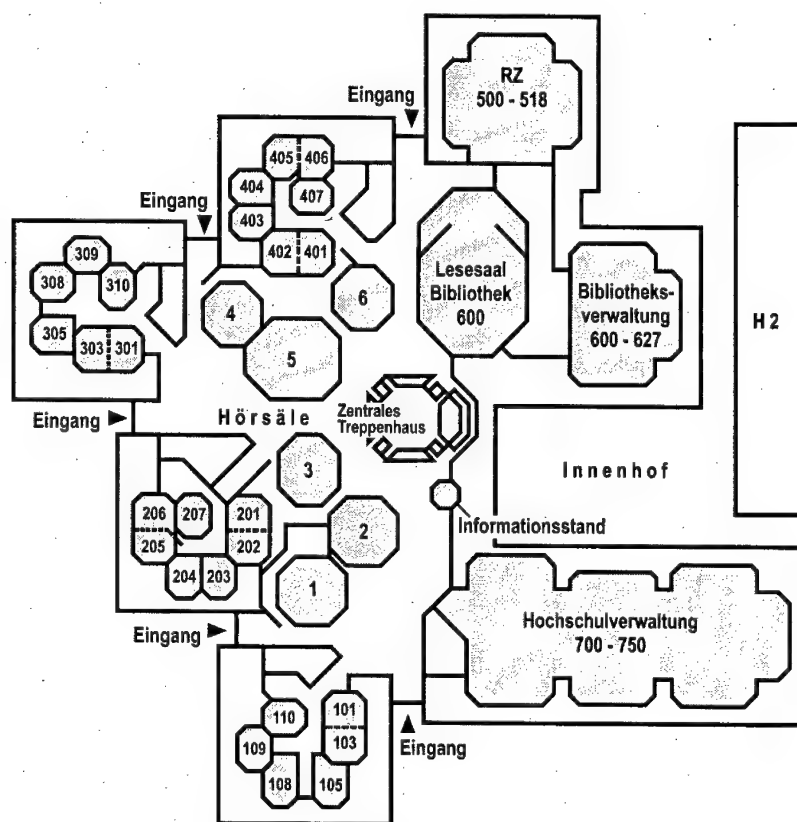 RZ
500 - 518
Eingang
405
406
404
407
403
402
401
Eingang
309
308
310
305
303
301
4
6
5
Lesesaal
Bibliothek
600
Bibliotheks-
verwaltung
600 - 627
H 2
Eingang
Hörsäle
Zentrales
Treppenhaus
3
Innenhof
206
207
201
205
202
204
203
2
1
Informationsstand
Hochschulverwaltung
700 - 750
Eingang
110
101
109
103
108
105
Eingang